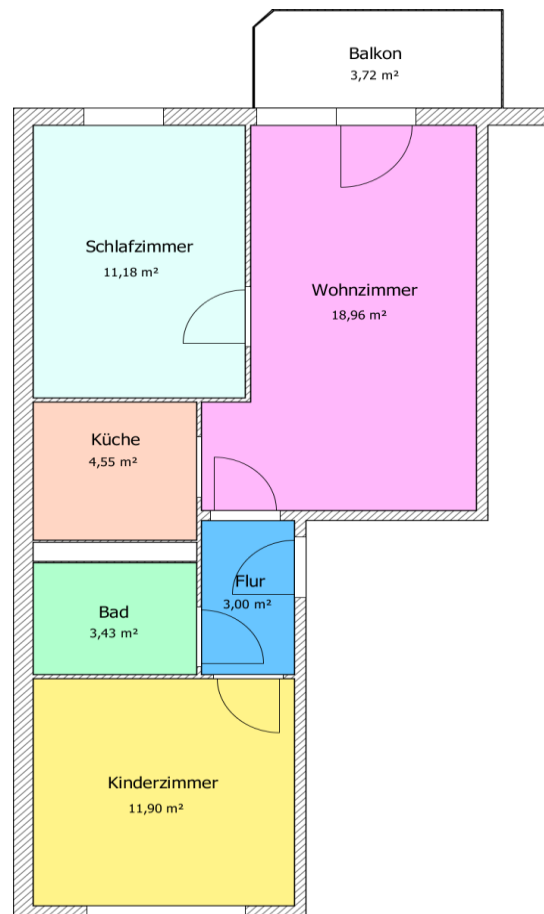 Balkon
3,72 m²
Schlafzimmer
11,18 m²
Wohnzimmer
18,96 m²
Küche
4,55 m²
Flur
3,00 m²
Bad
3,43 m²
Kinderzimmer
11,90 m²